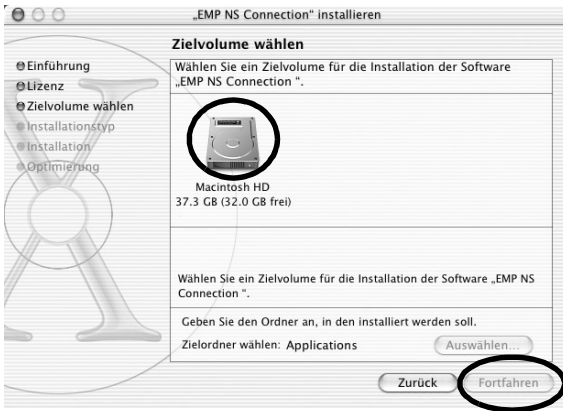 „EMP NS Connection“ installieren
Zielvolume wählen
Einführung
Lizenz
Zielvolume wählen
Installationstyp
Installation
Optimierung
Wählen Sie ein Zielvolume für die Installation der Software
„EMP NS Connection “.
Macintosh HD
37.3 GB (32.0 GB frei)
Wählen Sie ein Zielvolume für die Installation der Software „EMP NS
Connection “.
Geben Sie den Ordner an, in den installiert werden soll.
Zielordner wählen: Applications
Auswählen...
Zurück
Fortfahren